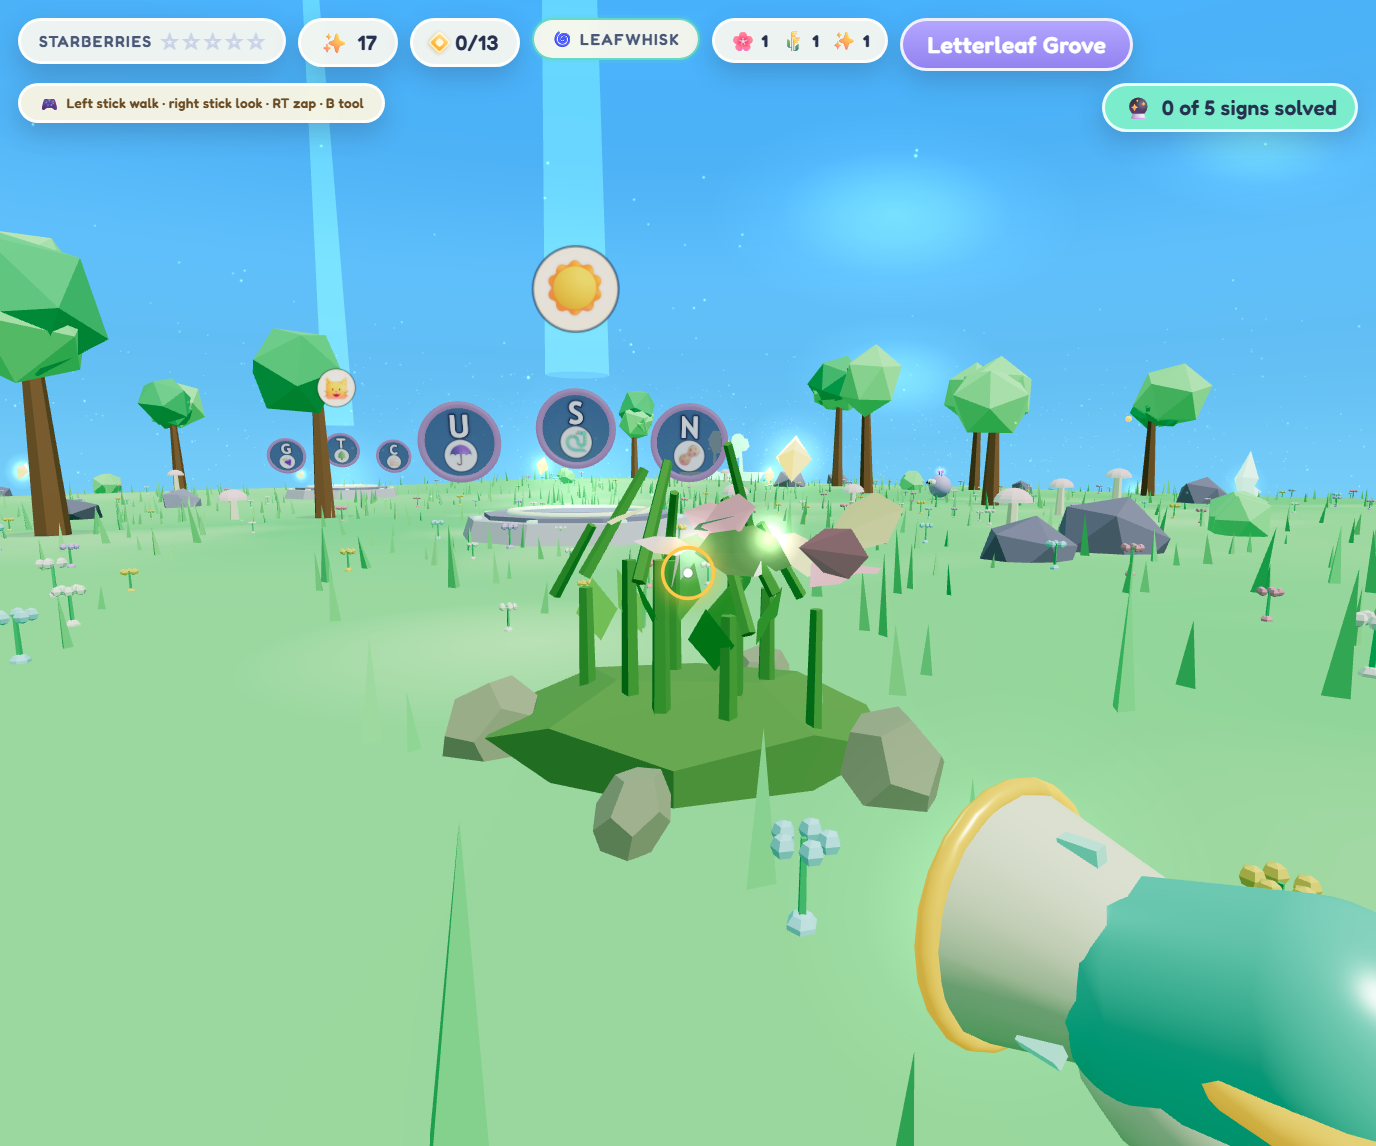 STARBERRIES
17
0/13
LEAFWHISK
1 1 1
Letterleaf Grove
Left stick walk · right stick look · RT zap · B tool
0 of 5 signs solved
U S N
G T C